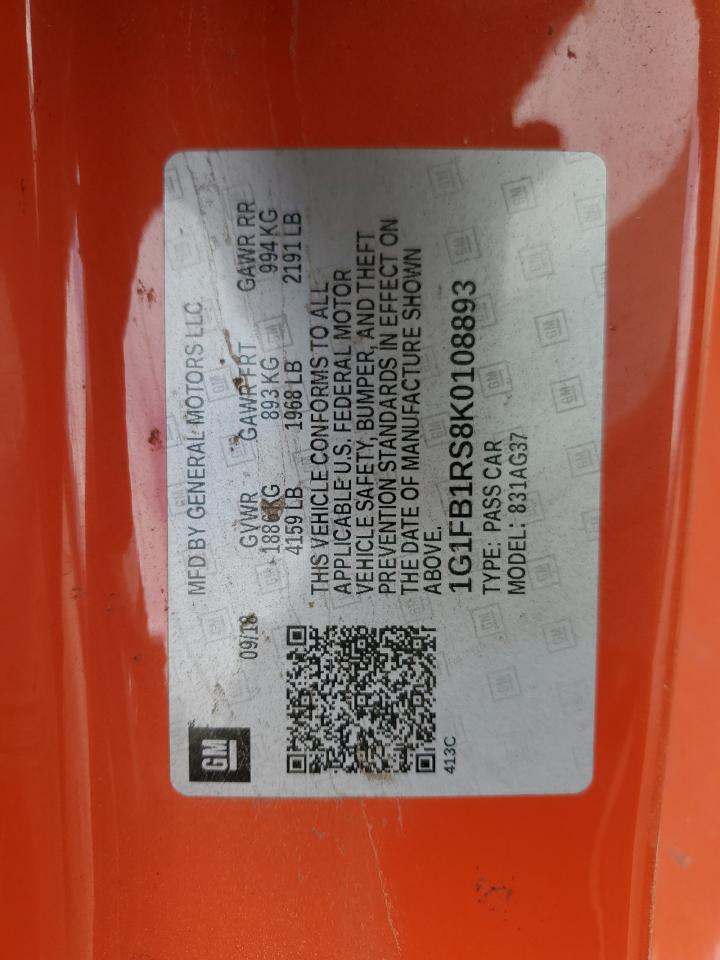 GM
MFD BY GENERAL MOTORS LLC
09/18 GVWR GAWR FRT GAWR RR
1886KG 893 KG 994 KG
4159 LB 1968 LB 2191 LB
THIS VEHICLE CONFORMS TO ALL
APPLICABLE U.S. FEDERAL MOTOR
VEHICLE SAFETY, BUMPER, AND THEFT
PREVENTION STANDARDS IN EFFECT ON
THE DATE OF MANUFACTURE SHOWN
ABOVE.
1G1FB1RS8K0108893
TYPE: PASS CAR
MODEL: 831AG37
413C